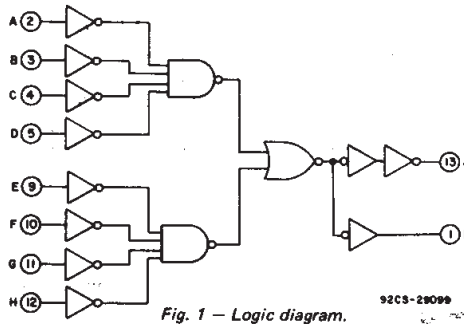 A 2
B 3
C 4
D 5
E 9
F 10
G 11
H 12
13
1
92CS-29099
Fig. 1 — Logic diagram.